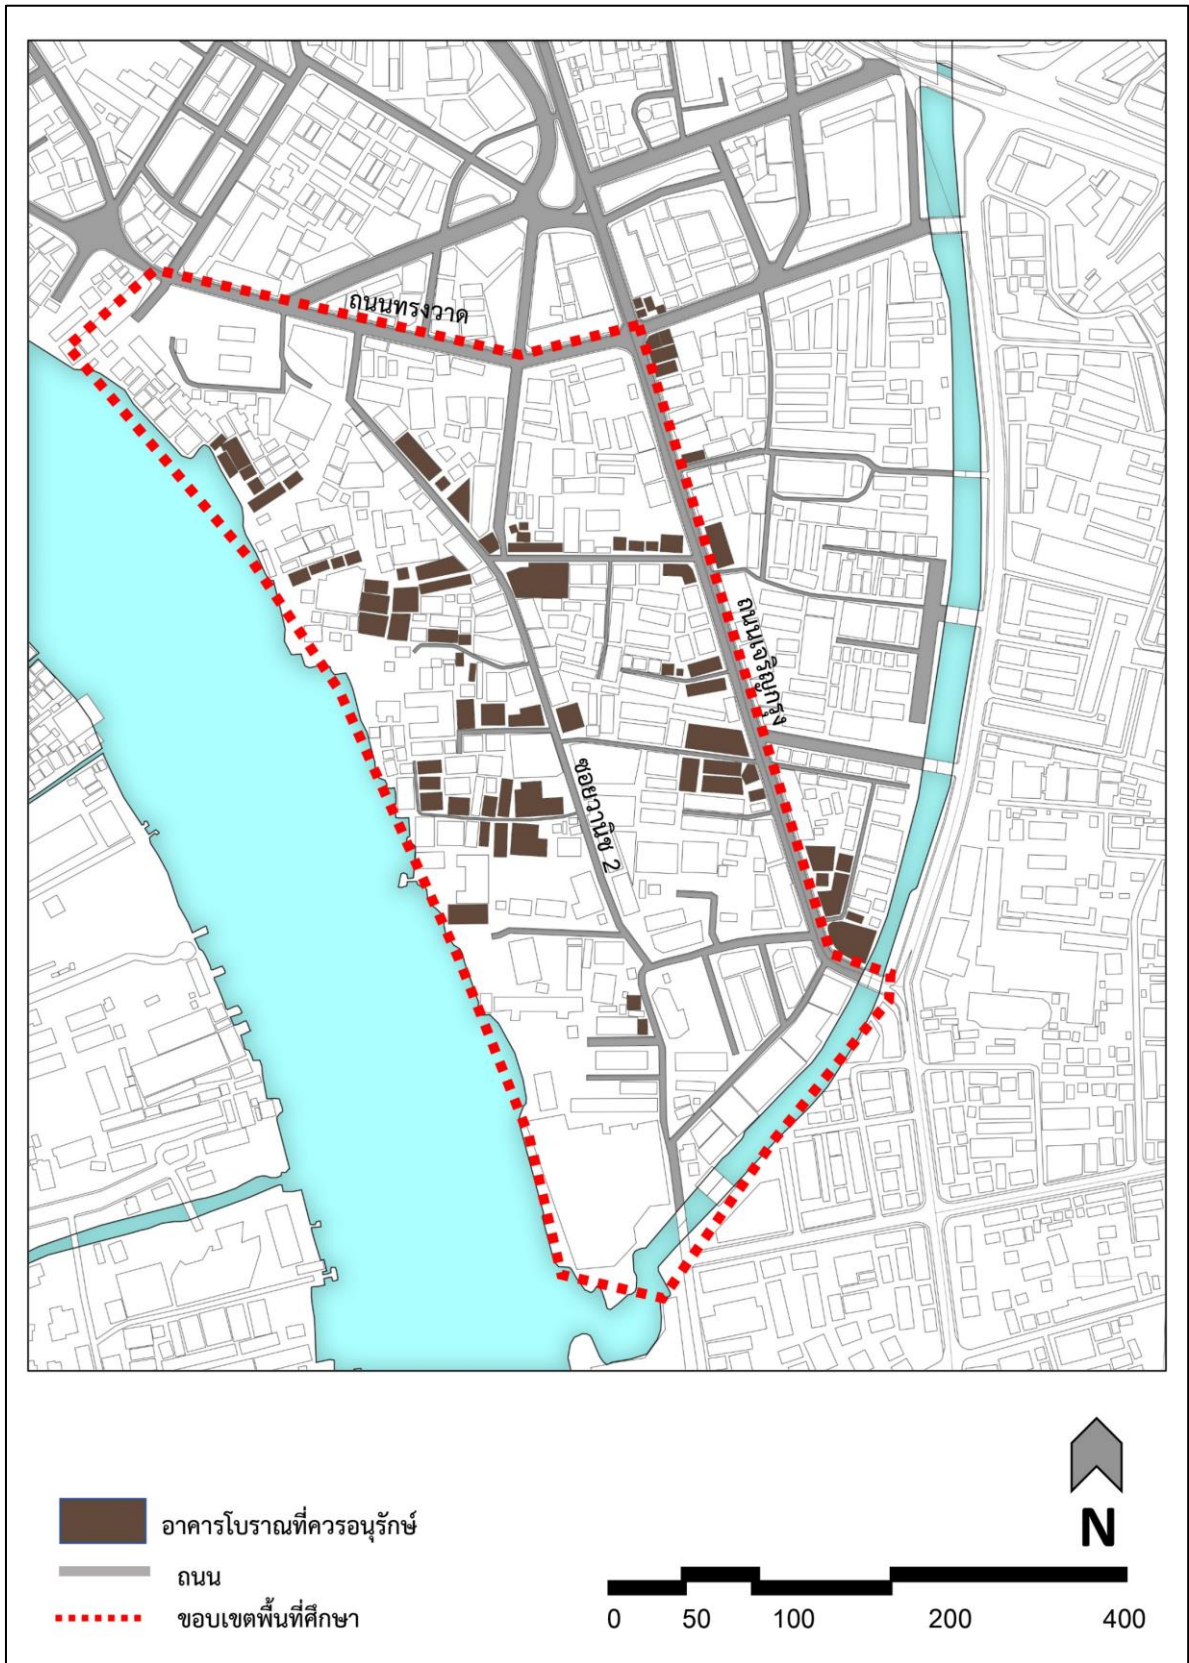 ถนนทรงวาด
ถนนเจริญกรุง
ซอยวานิช 2
อาคารโบราณที่ควรอนุรักษ์
ถนน
ขอบเขตพื้นที่ศึกษา
N
0 50 100 200 400